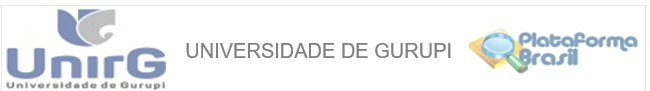 UnirG
Universidade de Gurupi
UNIVERSIDADE DE GURUPI
Plataforma
Brasil